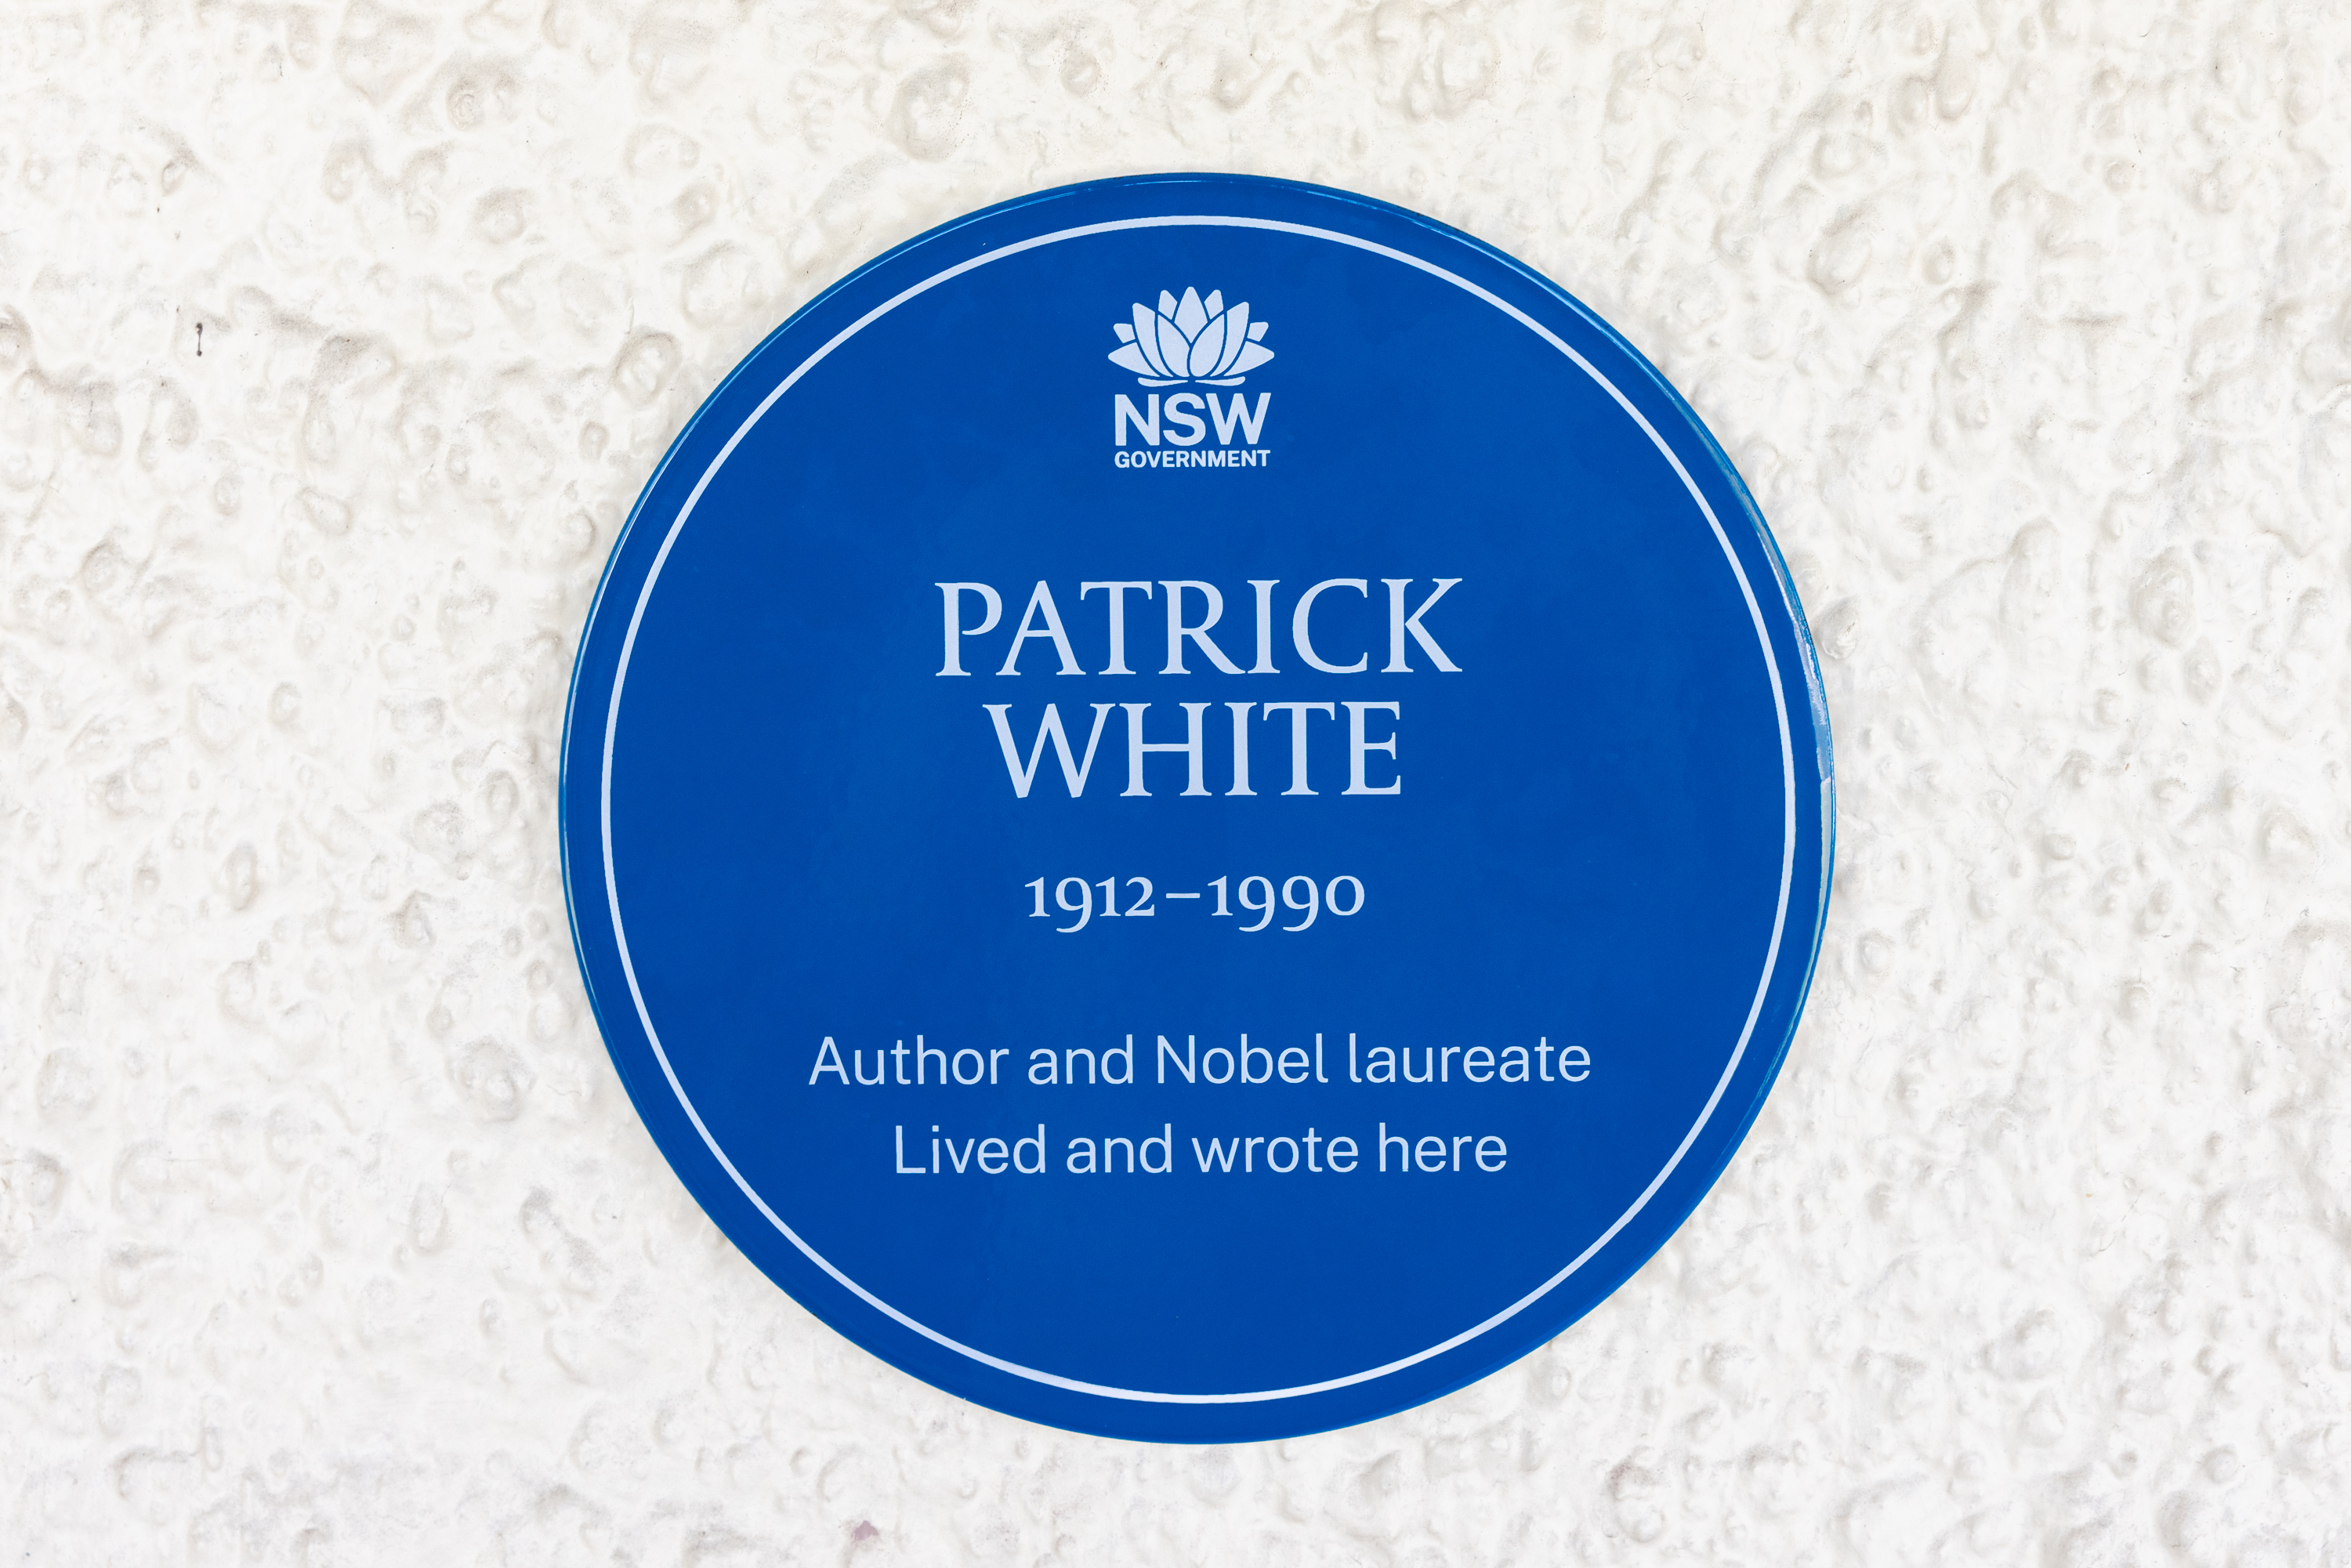 NSW
GOVERNMENT
PATRICK
WHITE
1912–1990
Author and Nobel laureate
Lived and wrote here